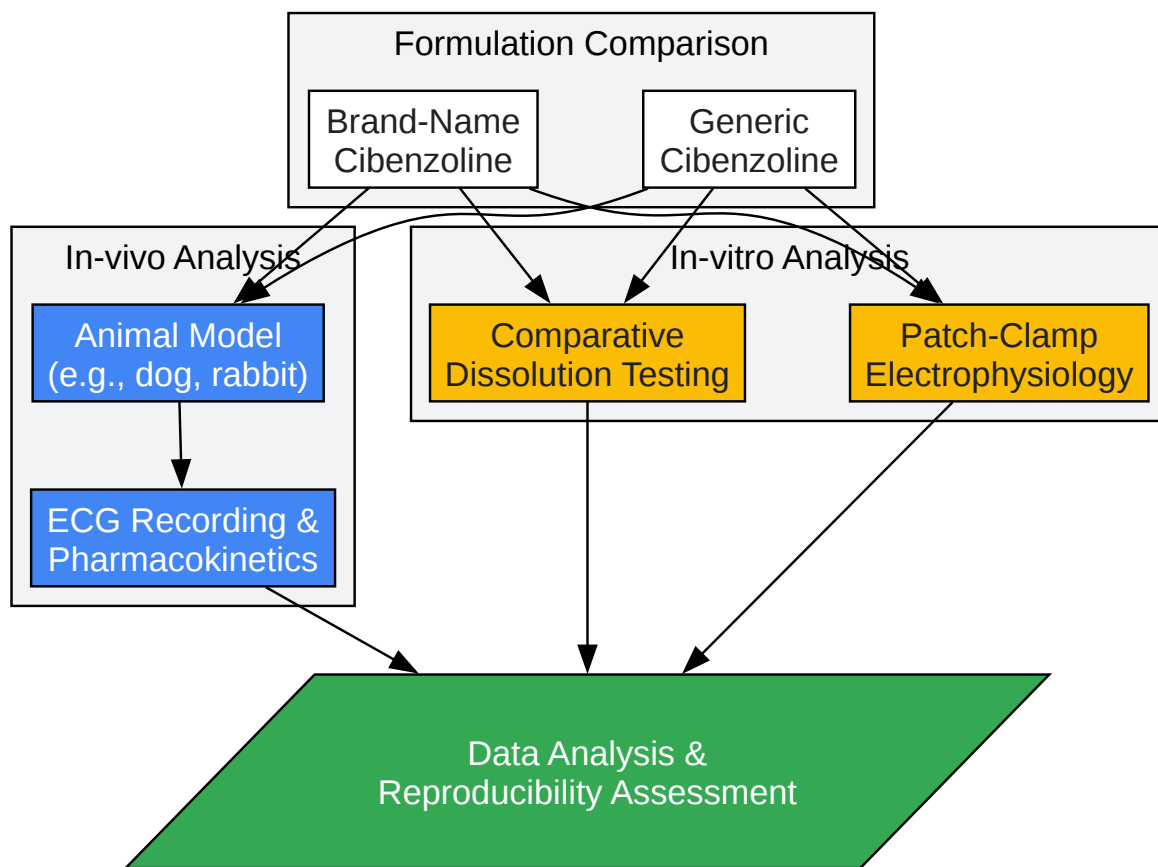 Formulation Comparison
Brand-Name
Cibenzoline
Generic
Cibenzoline
In-vivo Analysis
In-vitro Analysis
Animal Model
(e.g., dog, rabbit)
Comparative
Dissolution Testing
Patch-Clamp
Electrophysiology
ECG Recording &
Pharmacokinetics
Data Analysis &
Reproducibility Assessment